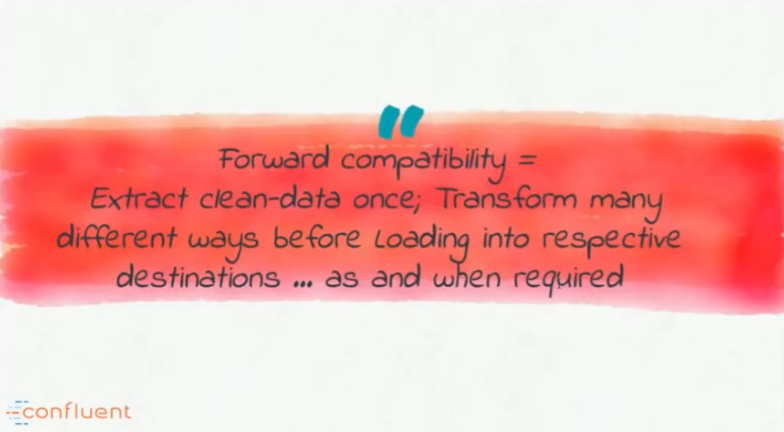 "
Forward compatibility =
Extract clean-data once; Transform many
different ways before Loading into respective
destinations ... as and when required
confluent